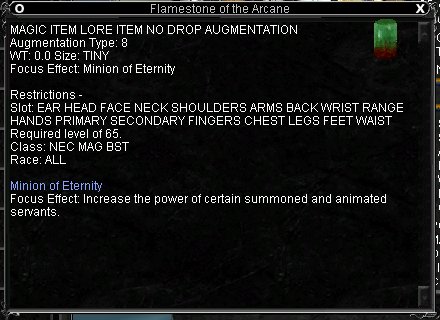 Flamestone of the Arcane
MAGIC ITEM LORE ITEM NO DROP AUGMENTATION
Augmentation Type: 8
WT: 0.0 Size: TINY
Focus Effect: Minion of Eternity
Restrictions -
Slot: EAR HEAD FACE NECK SHOULDERS ARMS BACK WRIST RANGE
HANDS PRIMARY SECONDARY FINGERS CHEST LEGS FEET WAIST
Required level of 65.
Class: NEC MAG BST
Race: ALL
Minion of Eternity
Focus Effect: Increase the power of certain summoned and animated
servants.